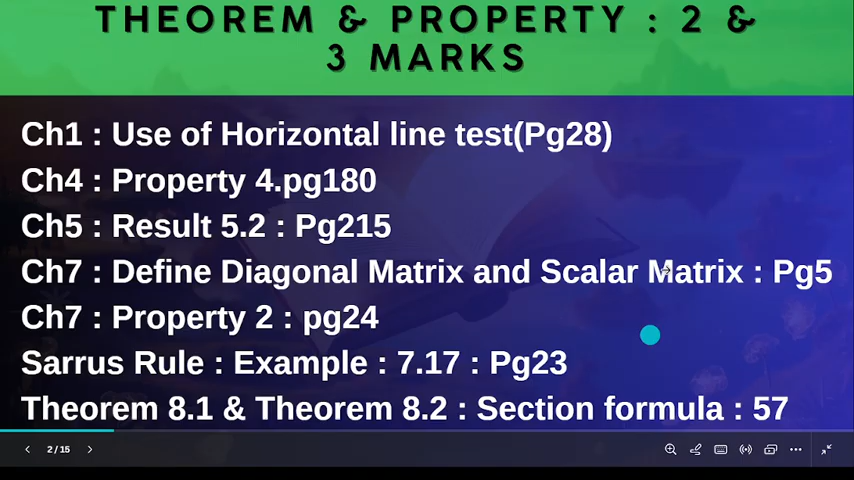 THEOREM & PROPERTY : 2 &
3 MARKS
Ch1 : Use of Horizontal line test(Pg28)
Ch4 : Property 4.pg180
Ch5 : Result 5.2 : Pg215
Ch7 : Define Diagonal Matrix and Scalar Matrix : Pg5
Ch7 : Property 2 : pg24
Sarrus Rule : Example : 7.17 : Pg23
Theorem 8.1 & Theorem 8.2 : Section formula : 57
2 / 15